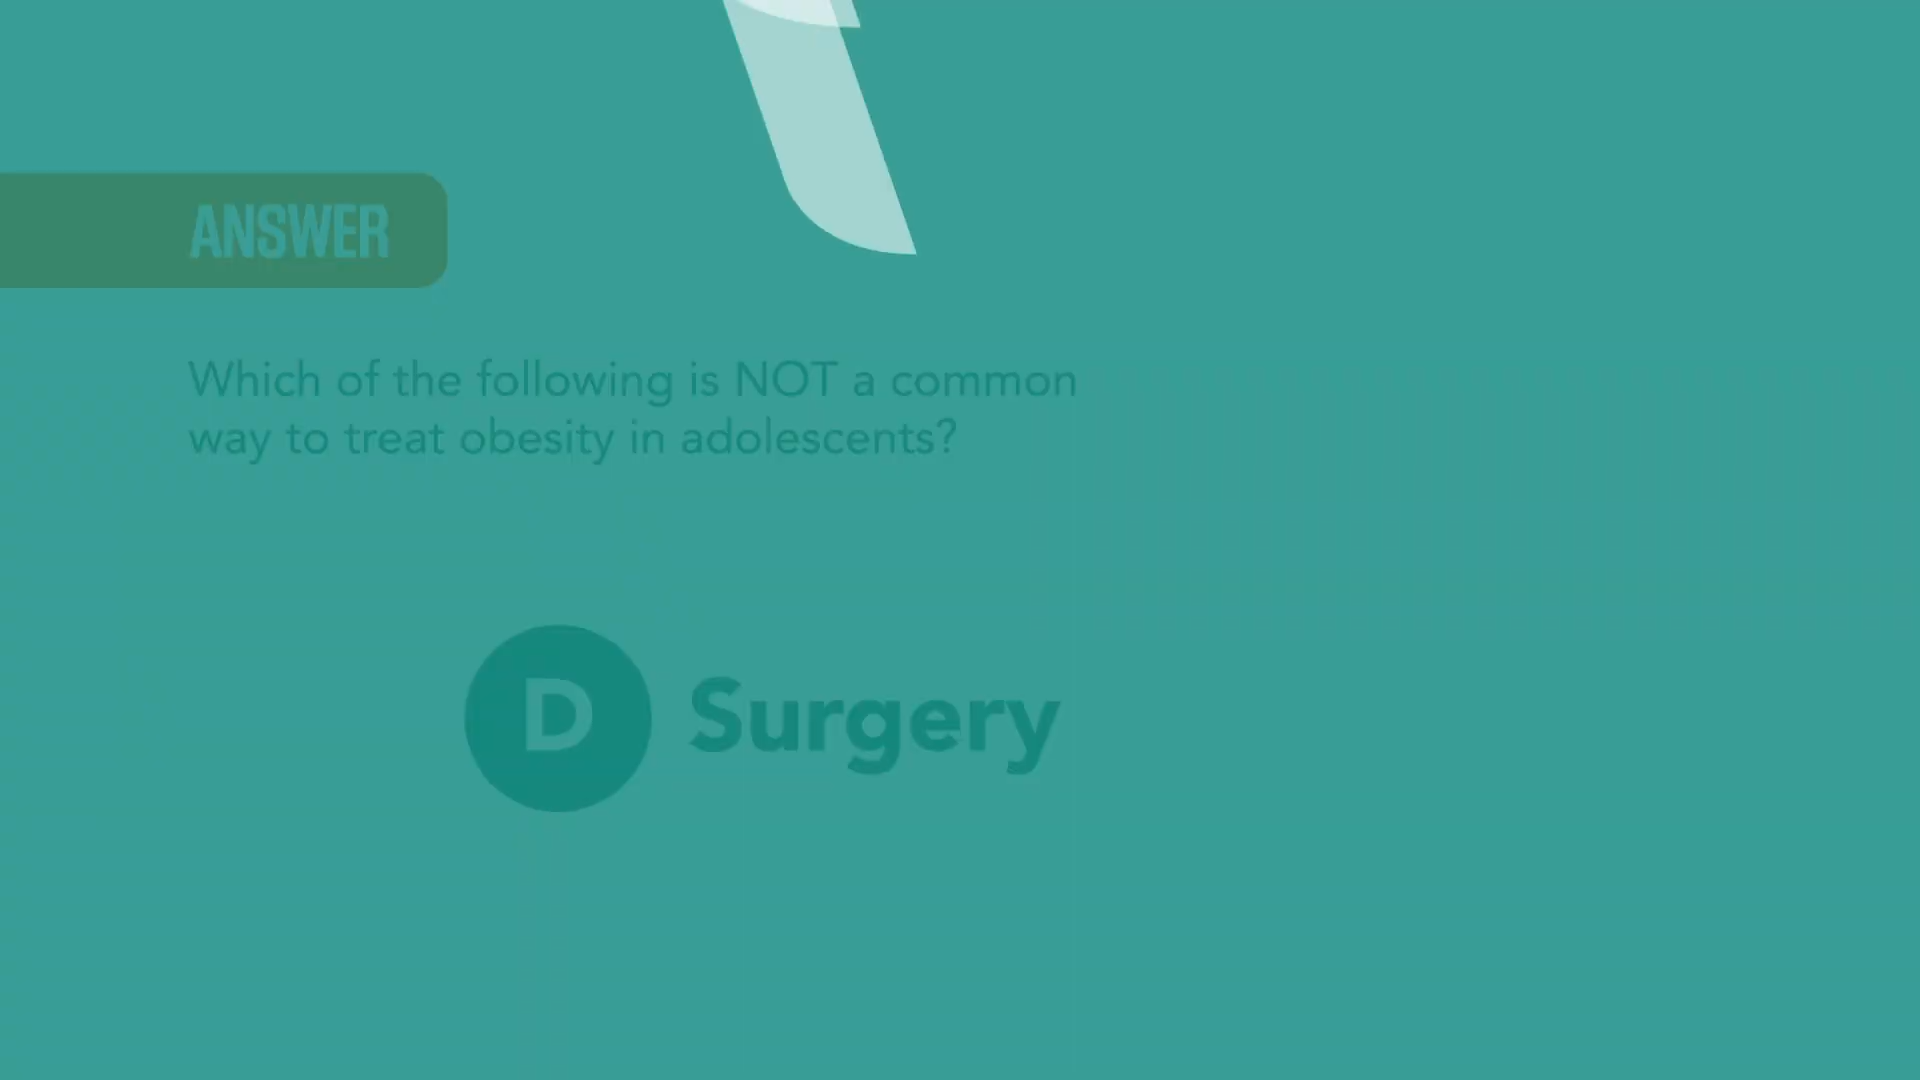 ANSWER
Which of the following is NOT a common
way to treat obesity in adolescents?
D Surgery